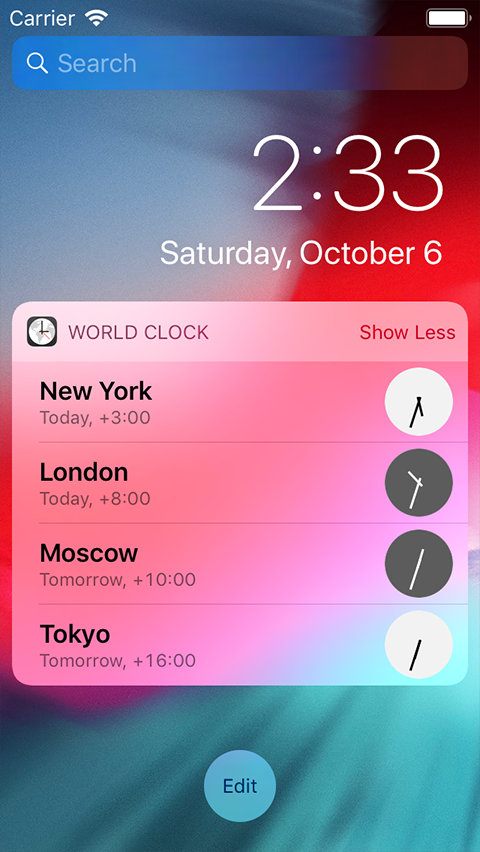 Carrier
Search
2:33
Saturday, October 6
WORLD CLOCK Show Less
New York
Today, +3:00
London
Today, +8:00
Moscow
Tomorrow, +10:00
Tokyo
Tomorrow, +16:00
Edit